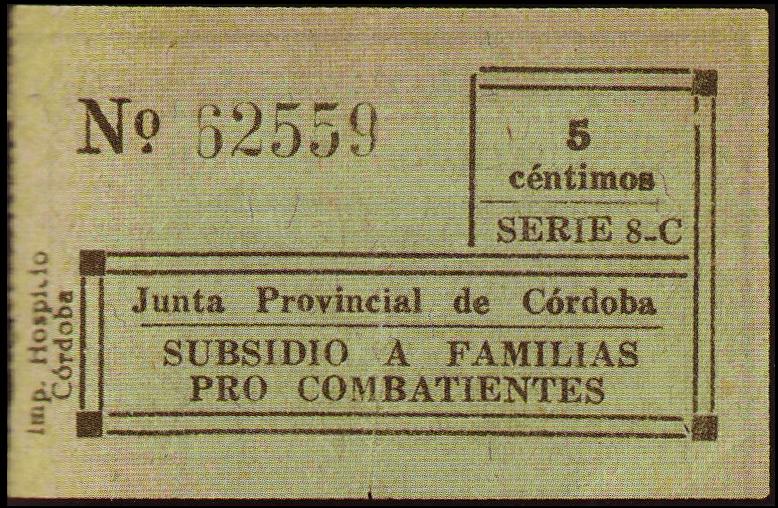 Nº 62559
5
céntimos
SERIE 8-C
Junta Provincial de Córdoba
SUBSIDIO A FAMILIAS
PRO COMBATIENTES
Imp. Hospicio
Córdoba